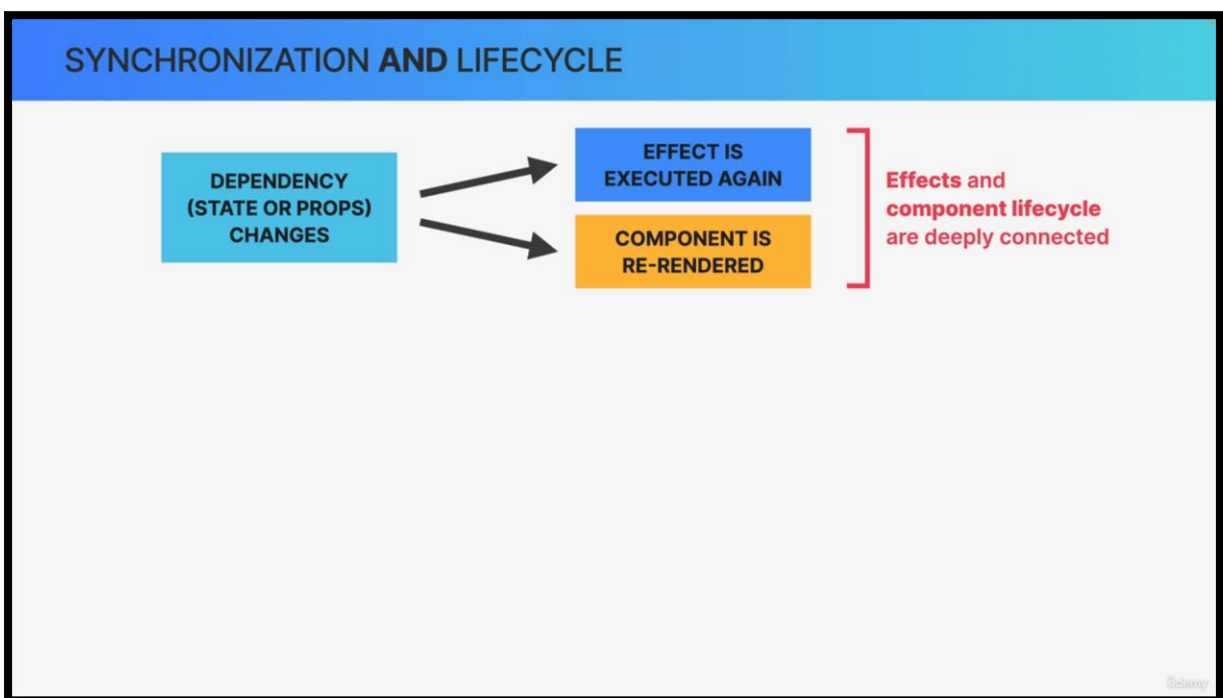 SYNCHRONIZATION AND LIFECYCLE
DEPENDENCY
(STATE OR PROPS)
CHANGES
EFFECT IS
EXECUTED AGAIN
COMPONENT IS
RE-RENDERED
Effects and
component lifecycle
are deeply connected
Udemy